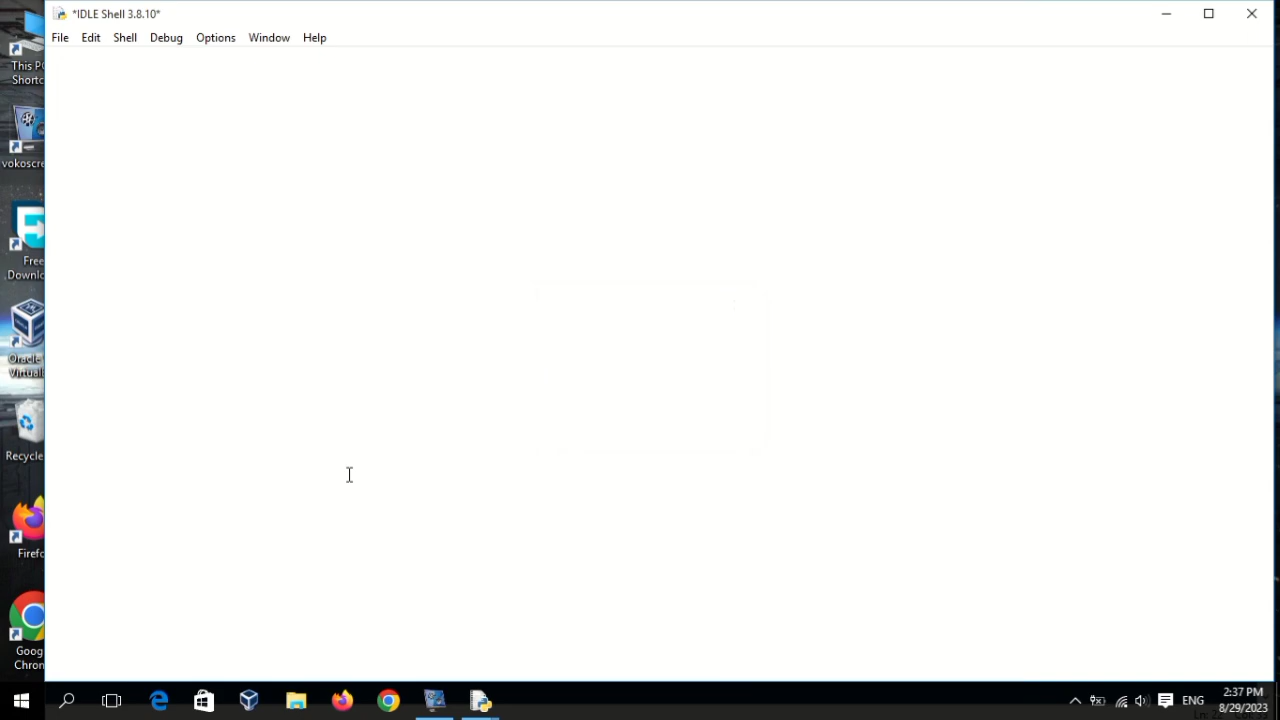 *IDLE Shell 3.8.10*
File Edit Shell Debug Options Window Help
This PC
Shortc
vokoscre
Free
Downlo
Oracle
Virtual
Recycle
Firefo
Goog
Chron
ENG
2:37 PM
8/29/2023